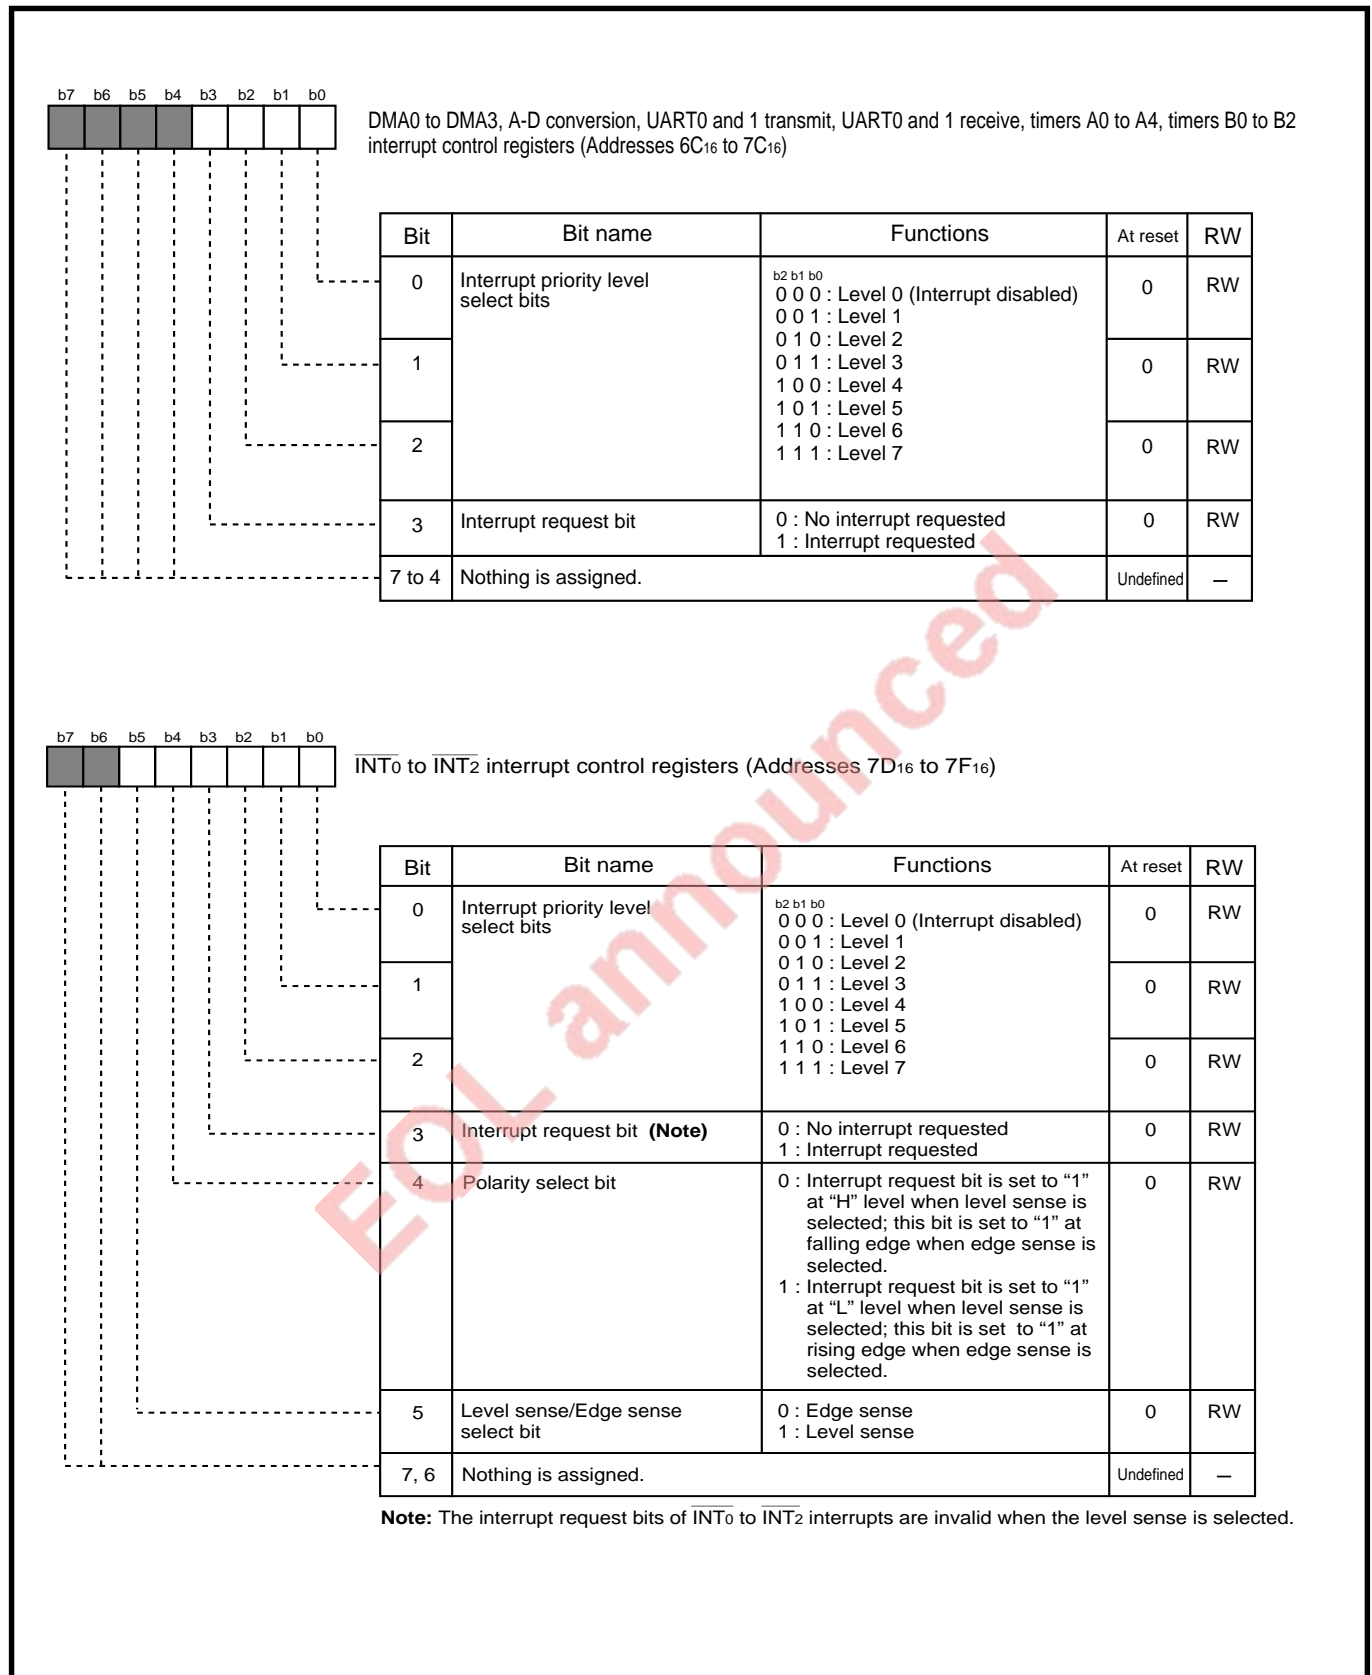 b7 b6 b5 b4 b3 b2 b1 b0
DMA0 to DMA3, A-D conversion, UART0 and 1 transmit, UART0 and 1 receive, timers A0 to A4, timers B0 to B2
interrupt control registers (Addresses 6C16 to 7C16)
Bit Bit name Functions At reset RW
0 Interrupt priority level select bits b2 b1 b0 0 RW
0 0 0 : Level 0 (Interrupt disabled)
0 0 1 : Level 1
0 1 0 : Level 2
1 0 1 1 : Level 3 0 RW
1 0 0 : Level 4
1 0 1 : Level 5
2 1 1 0 : Level 6 0 RW
1 1 1 : Level 7
3 Interrupt request bit 0 : No interrupt requested 0 RW
1 : Interrupt requested
7 to 4 Nothing is assigned. Undefined –
b7 b6 b5 b4 b3 b2 b1 b0
INT0 to INT2 interrupt control registers (Addresses 7D16 to 7F16)
Bit Bit name Functions At reset RW
0 Interrupt priority level select bits b2 b1 b0 0 RW
0 0 0 : Level 0 (Interrupt disabled)
0 0 1 : Level 1
0 1 0 : Level 2
1 0 1 1 : Level 3 0 RW
1 0 0 : Level 4
1 0 1 : Level 5
2 1 1 0 : Level 6 0 RW
1 1 1 : Level 7
3 Interrupt request bit (Note) 0 : No interrupt requested 0 RW
1 : Interrupt requested
4 Polarity select bit 0 : Interrupt request bit is set to “1” 0 RW
at “H” level when level sense is
selected; this bit is set to “1” at
falling edge when edge sense is
selected.
1 : Interrupt request bit is set to “1”
at “L” level when level sense is
selected; this bit is set to “1” at
rising edge when edge sense is
selected.
5 Level sense/Edge sense 0 : Edge sense 0 RW
select bit 1 : Level sense
7, 6 Nothing is assigned. Undefined –
Note: The interrupt request bits of INT0 to INT2 interrupts are invalid when the level sense is selected.
EOL announced